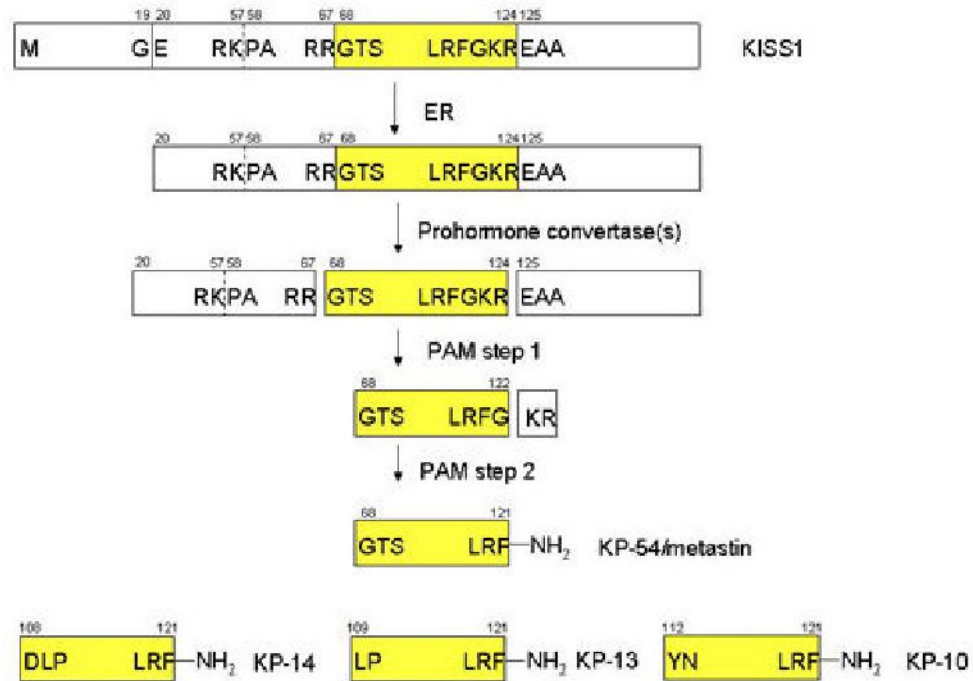 19 20 57 58 67 68 124 125
M G E RK PA RR GTS LRFGKR EAA KISS1
ER
20 57 58 67 68 124 125
RK PA RR GTS LRFGKR EAA
Prohormone convertase(s)
20 57 58 67 68 124 125
RK PA RR GTS LRFGKR EAA
PAM step 1
68 122
GTS LRFG KR
PAM step 2
68 121
GTS LRF-NH2 KP-54/metastin
108 121 109 121 112 121
DLP LRF-NH2 KP-14 LP LRF-NH2 KP-13 YN LRF-NH2 KP-10